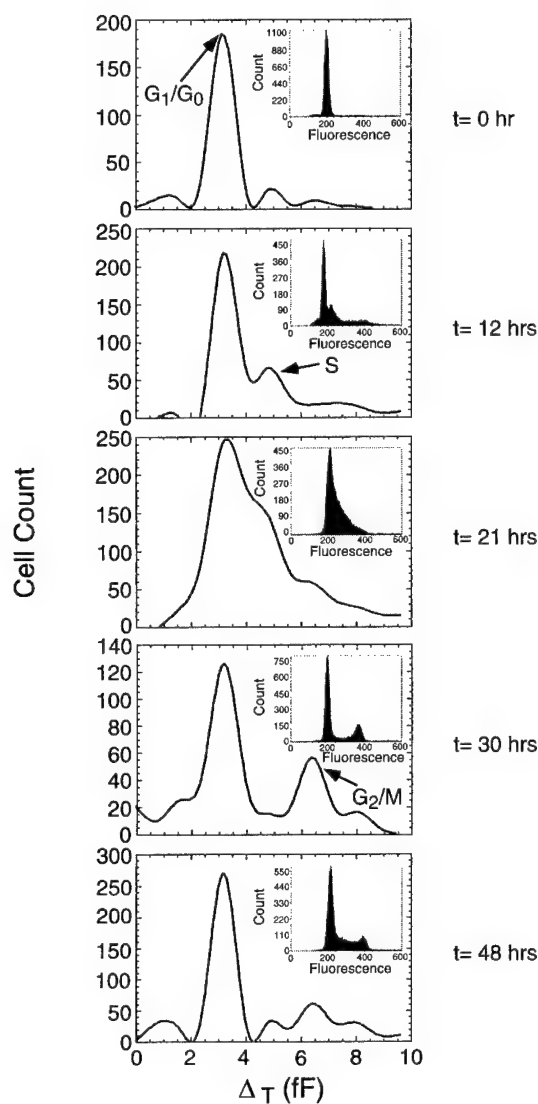 Cell Count
200
150
100
50
0
G1/G0
Count
1100
880
660
440
220
0
0 200 400 600
Fluorescence
t= 0 hr
250
200
150
100
50
0
S
Count
450
360
270
180
90
0
0 200 400 600
Fluorescence
t= 12 hrs
250
200
150
100
50
0
Count
450
360
270
180
90
0
0 200 400 600
Fluorescence
t= 21 hrs
140
120
100
80
60
40
20
0
G2/M
Count
750
600
450
300
150
0
0 200 400 600
Fluorescence
t= 30 hrs
300
250
200
150
100
50
0
Count
550
440
330
220
110
0
0 200 400 600
Fluorescence
t= 48 hrs
0 2 4 6 8 10
ΔT (fF)